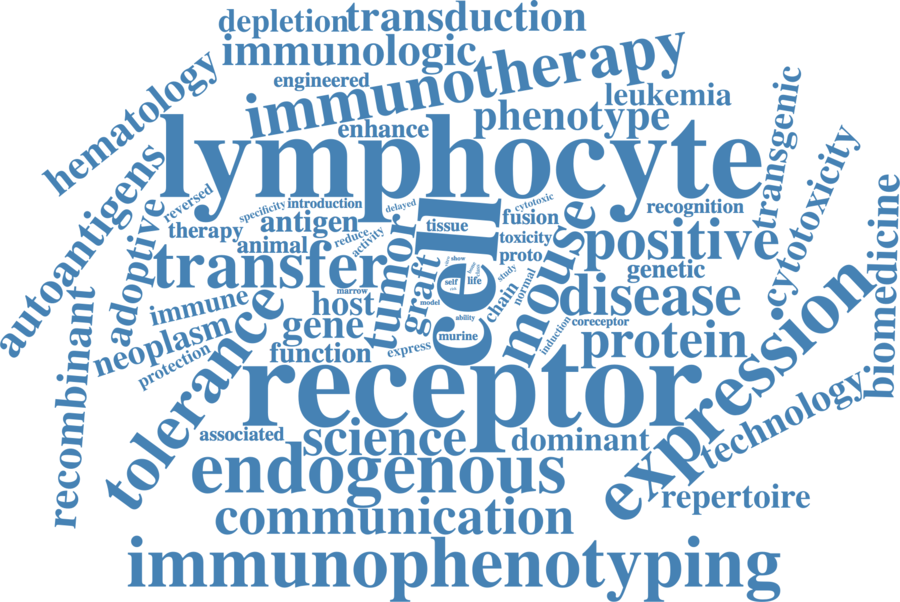 depletion
transduction
immunologic
engineered
immunotherapy
hematology
leukemia
enhance
phenotype
lymphocyte
transgenic
cytotoxicity
autoantigens
adoptive
reversed
specificity
introduction
delayed
cytotoxic
recognition
therapy
antigen
tissue
fusion
animal
reduce
activity
tumor
cell
toxicity
mouse
positive
biomedicine
transfer
graft
show
proto
study
genetic
self
life
normal
marrow
model
chain
disease
immune
host
ability
coreceptor
recombinant
neoplasm
gene
murine
induction
protein
protection
function
express
expression
tolerance
receptor
technology
associated
science
dominant
endogenous
repertoire
communication
immunophenotyping